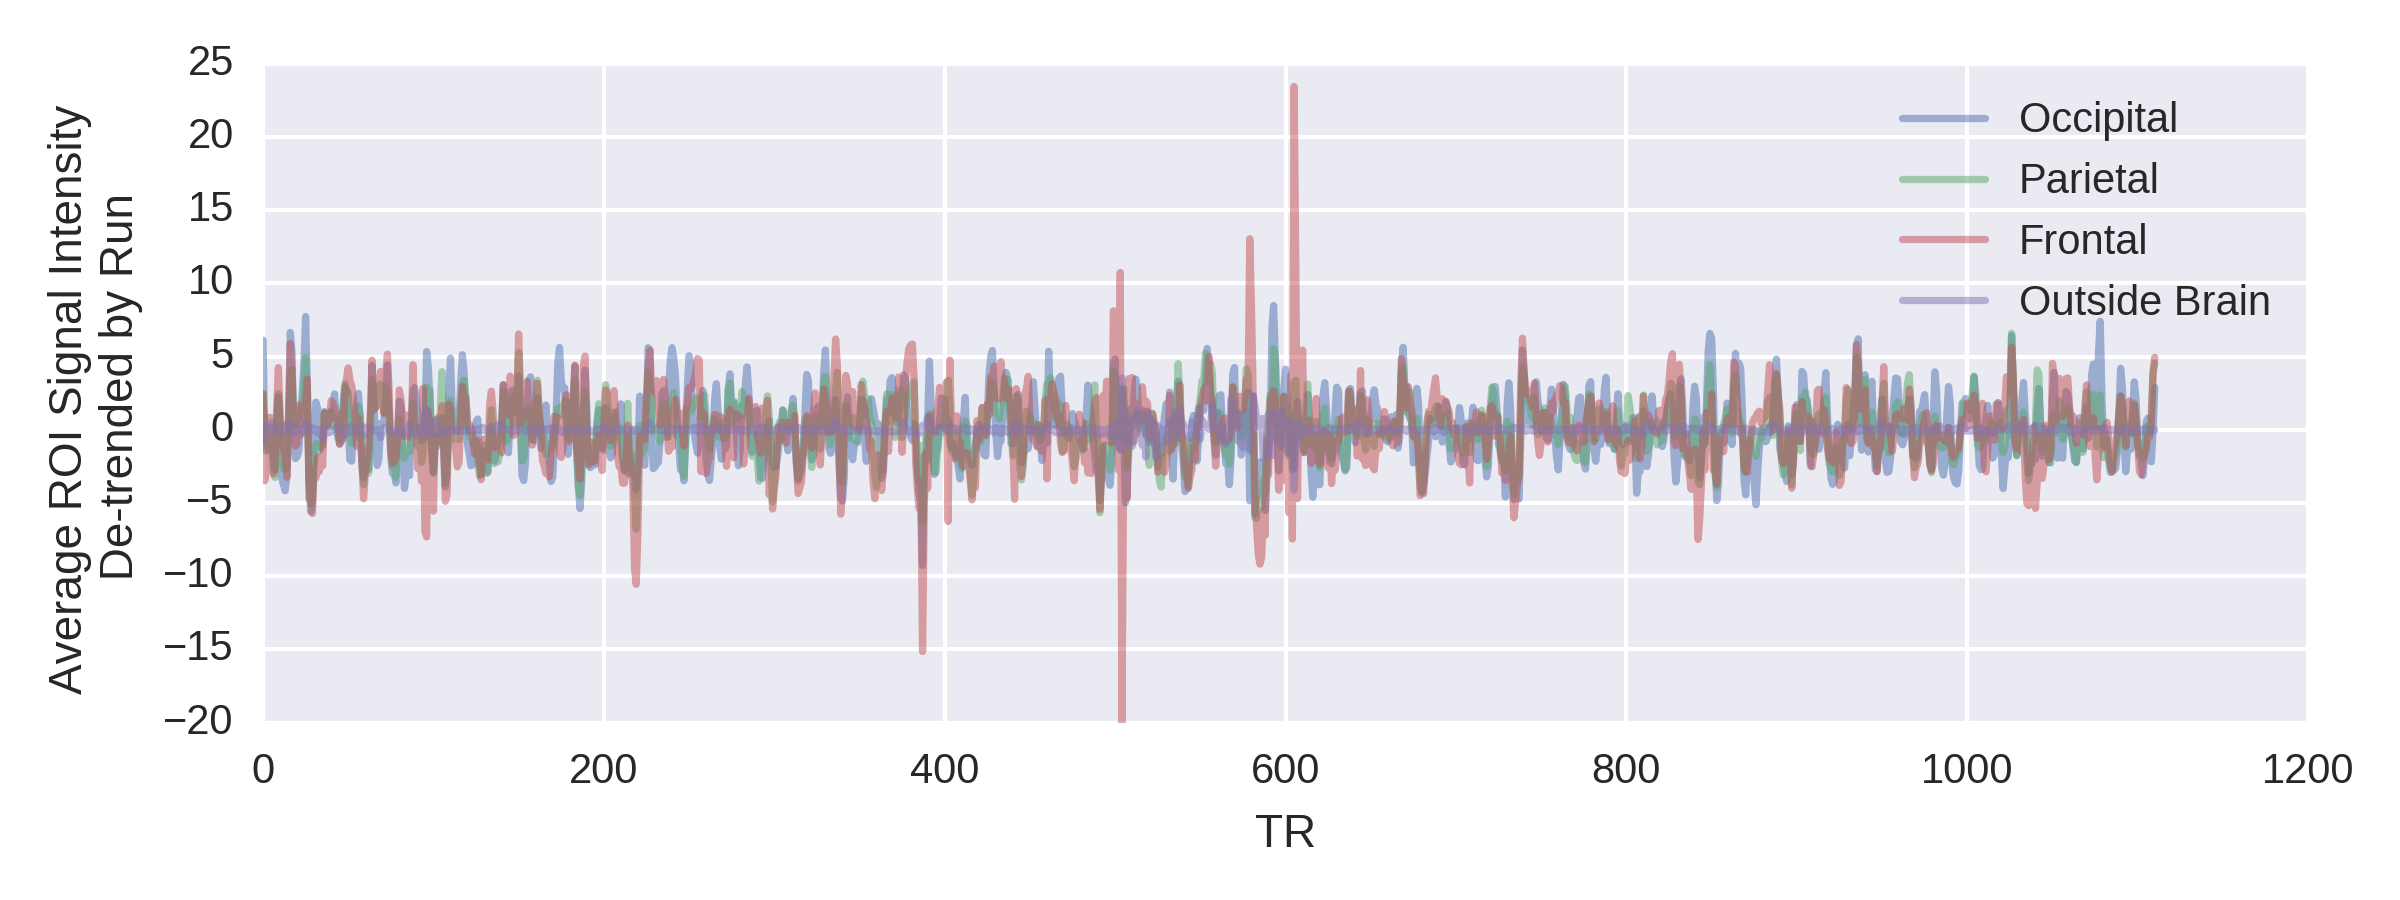 Average ROI Signal Intensity
De-trended by Run
25
20
15
10
5
0
−5
−10
−15
−20
Occipital
Parietal
Frontal
Outside Brain
0 200 400 600 800 1000 1200
TR